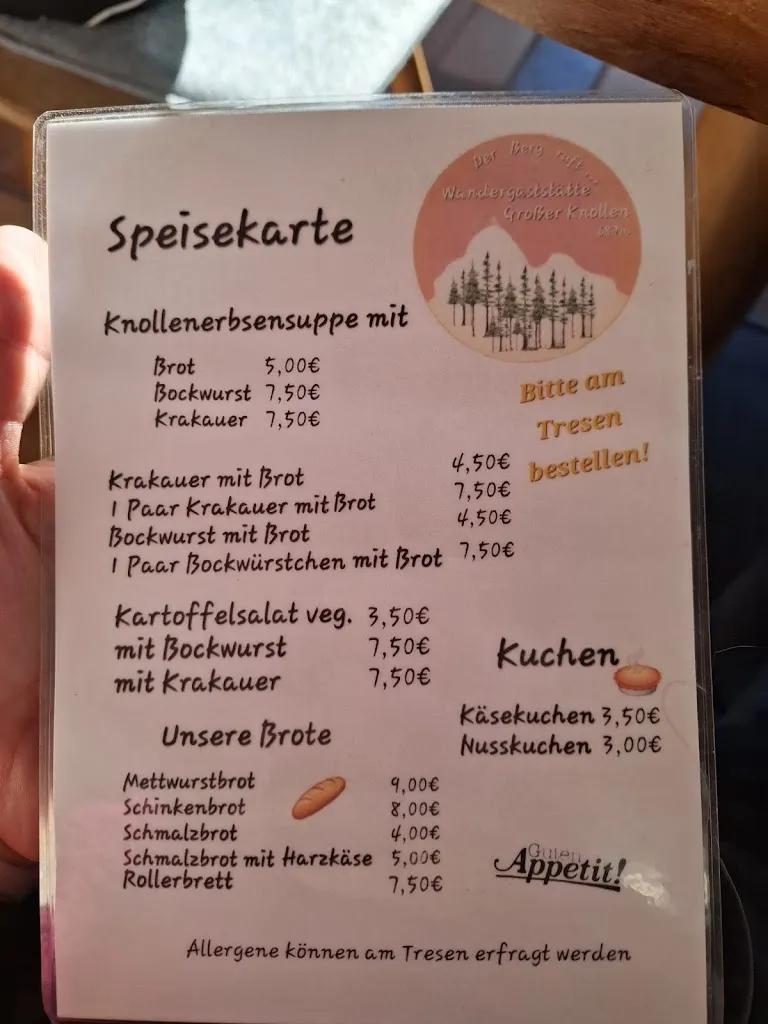 Der Berg ruft...
Wandergaststätte
Großer Knollen
687m
Speisekarte
Knollenerbsensuppe mit
Brot 5,00€
Bockwurst 7,50€
Krakauer 7,50€
Bitte am
Tresen
bestellen!
Krakauer mit Brot 4,50€
1 Paar Krakauer mit Brot 7,50€
Bockwurst mit Brot 4,50€
1 Paar Bockwürstchen mit Brot 7,50€
Kartoffelsalat veg. 3,50€
mit Bockwurst 7,50€
mit Krakauer 7,50€
Kuchen
Käsekuchen 3,50€
Nusskuchen 3,00€
Unsere Brote
Mettwurstbrot 9,00€
Schinkenbrot 8,00€
Schmalzbrot 4,00€
Schmalzbrot mit Harzkäse 5,00€
Rollerbrett 7,50€
Guten
Appetit!
Allergene können am Tresen erfragt werden